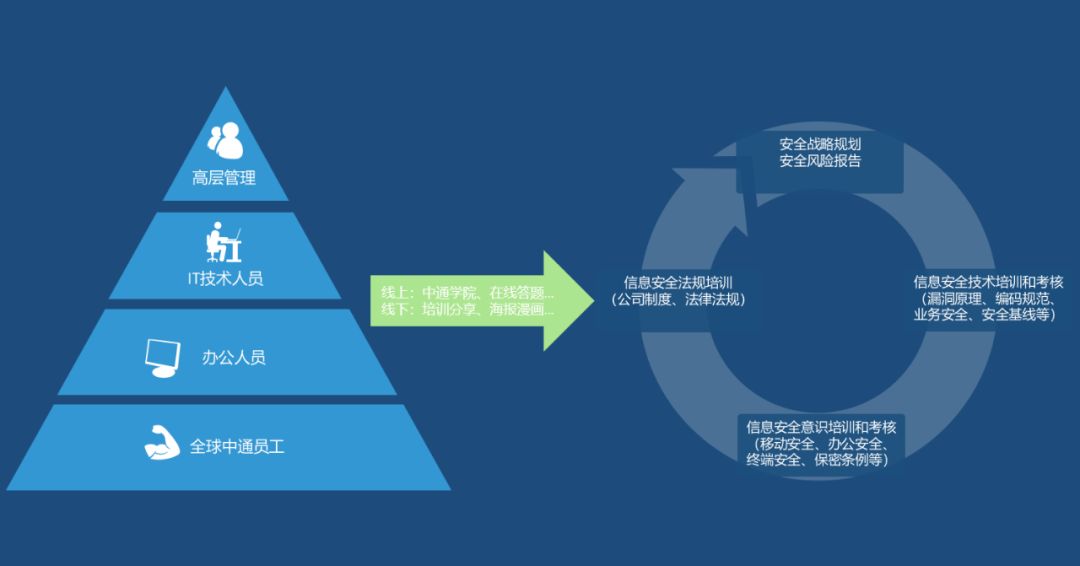 高层管理
IT技术人员
办公人员
全球中通员工
线上：中通学院、在线答题...
线下：培训分享、海报漫画...
安全战略规划
安全风险报告
信息安全法规培训
（公司制度、法律法规）
信息安全技术培训和考核
（漏洞原理、编码规范、
业务安全、安全基线等）
信息安全意识培训和考核
（移动安全、办公安全、
终端安全、保密条例等）